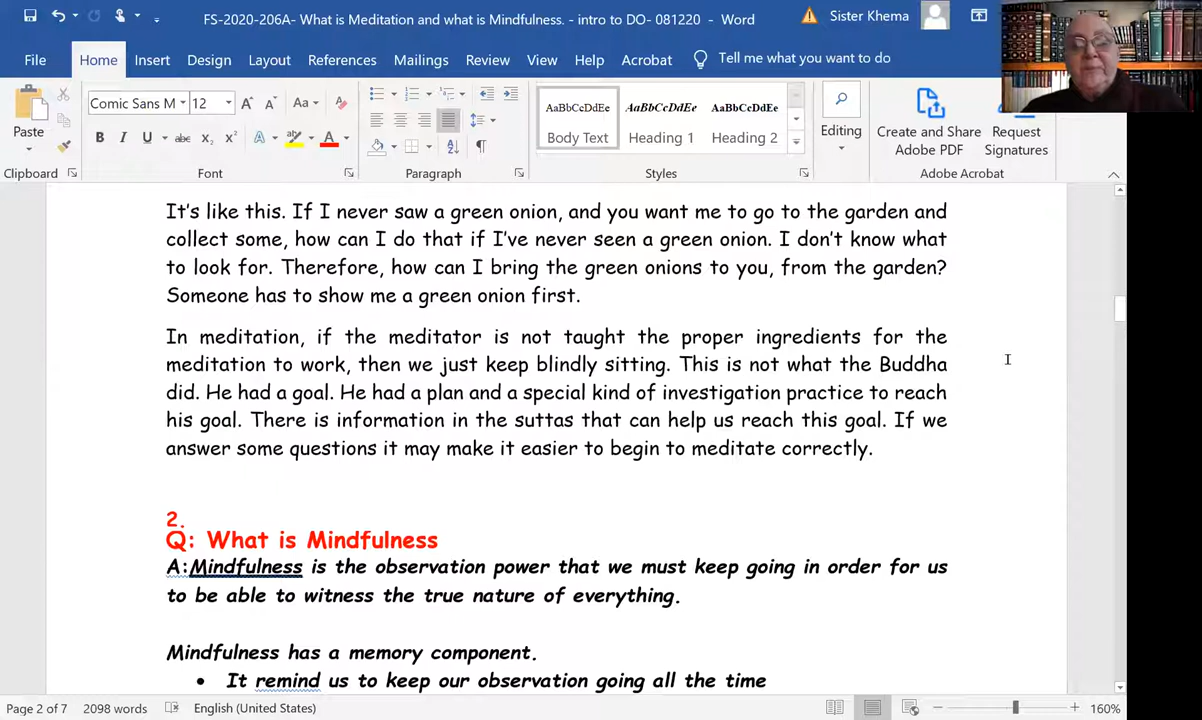 FS-2020-206A- What is Meditation and what is Mindfulness. - intro to DO- 081220 - Word
Sister Khema
File Home Insert Design Layout References Mailings Review View Help Acrobat Tell me what you want to do
Paste
Clipboard
Comic Sans M 12
Font
Paragraph
AaBbCcDdEe AaBbCcDdEe AaBbCcDdEe
Body Text Heading 1 Heading 2
Styles
Editing
Create and Share Adobe PDF
Request Signatures
Adobe Acrobat
It's like this. If I never saw a green onion, and you want me to go to the garden and
collect some, how can I do that if I've never seen a green onion. I don't know what
to look for. Therefore, how can I bring the green onions to you, from the garden?
Someone has to show me a green onion first.
In meditation, if the meditator is not taught the proper ingredients for the
meditation to work, then we just keep blindly sitting. This is not what the Buddha
did. He had a goal. He had a plan and a special kind of investigation practice to reach
his goal. There is information in the suttas that can help us reach this goal. If we
answer some questions it may make it easier to begin to meditate correctly.
2.
Q: What is Mindfulness
A:Mindfulness is the observation power that we must keep going in order for us
to be able to witness the true nature of everything.
Mindfulness has a memory component.
• It remind us to keep our observation going all the time
Page 2 of 7 2098 words English (United States) 160%